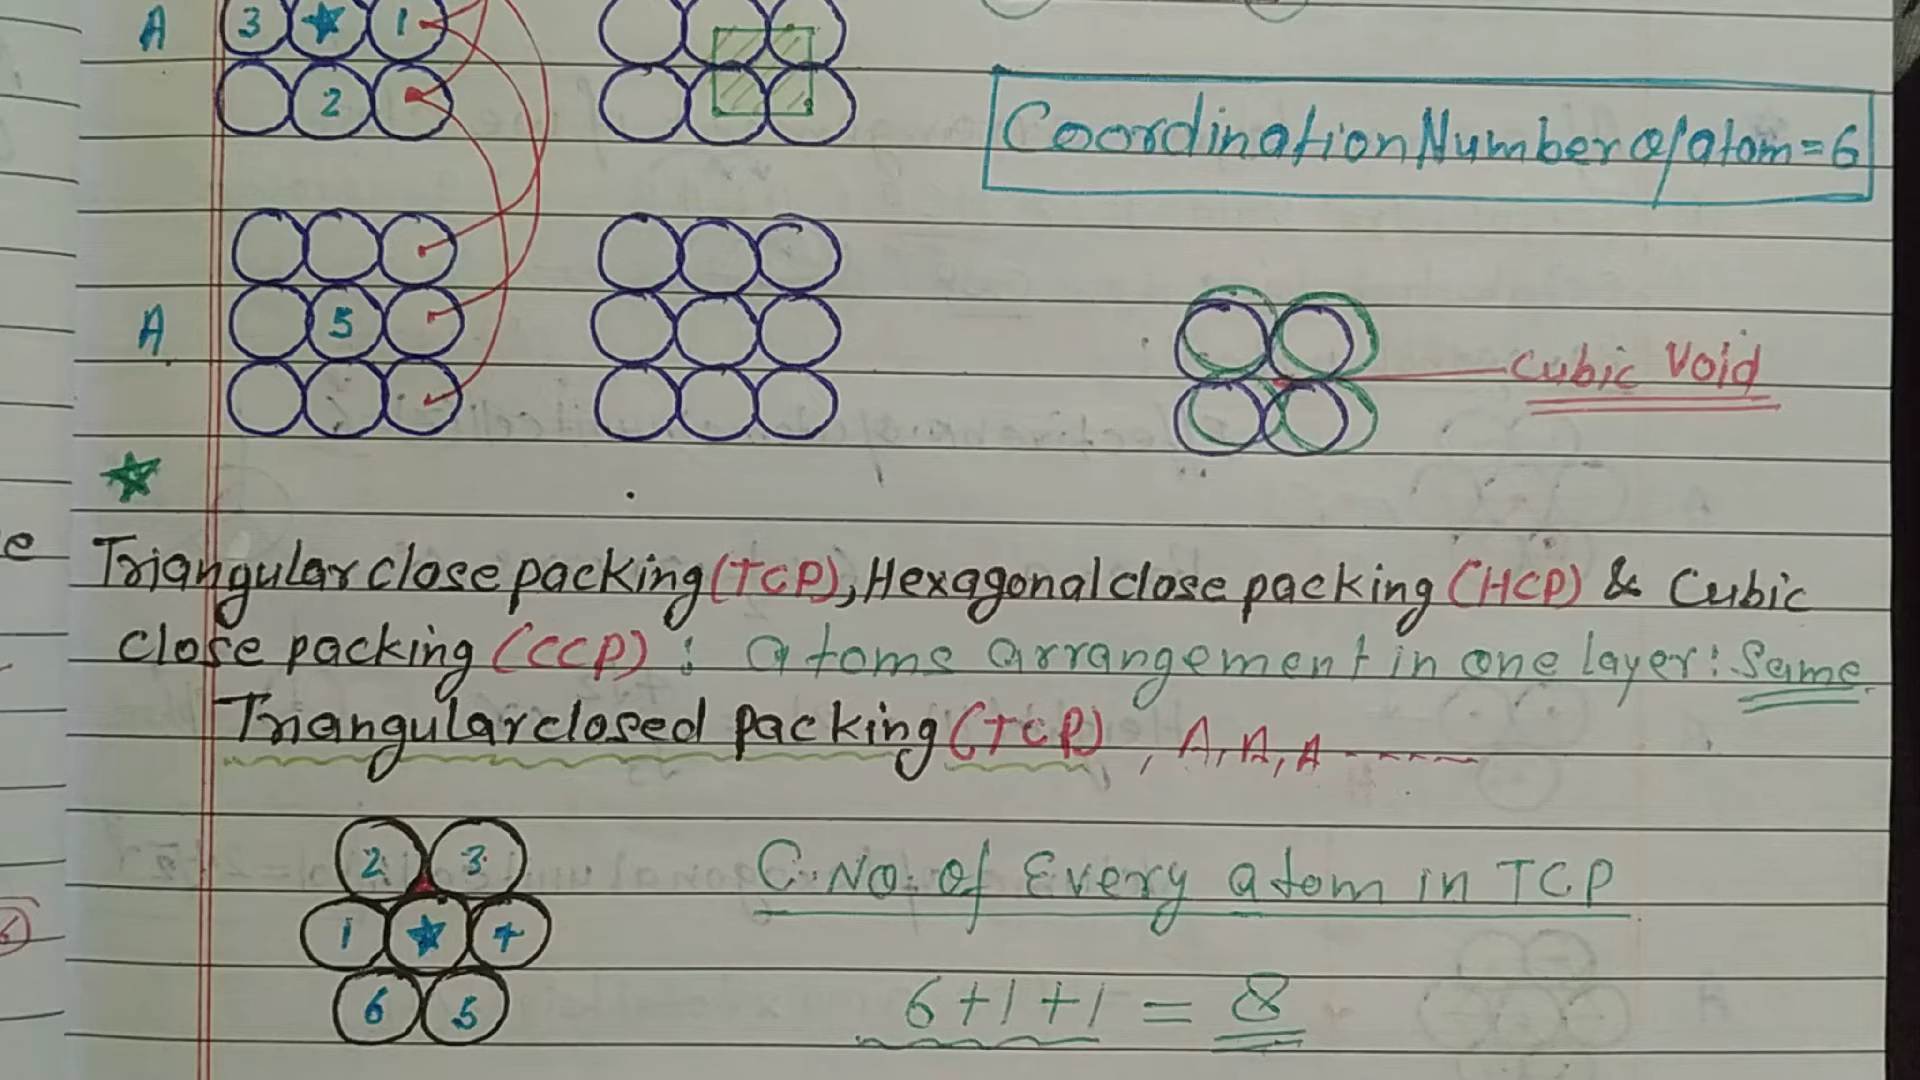 A 3 1
2
Coordination Number of atom = 6
A 5
Cubic Void
Triangular close packing (TCP), Hexagonal close packing (HCP) & Cubic
close packing (CCP) : atoms arrangement in one layer : Same
Triangular closed packing (TCP), A, A, A -----
2 3
C. No. of Every atom in TCP
1 4
6 5
6+1+1 = 8